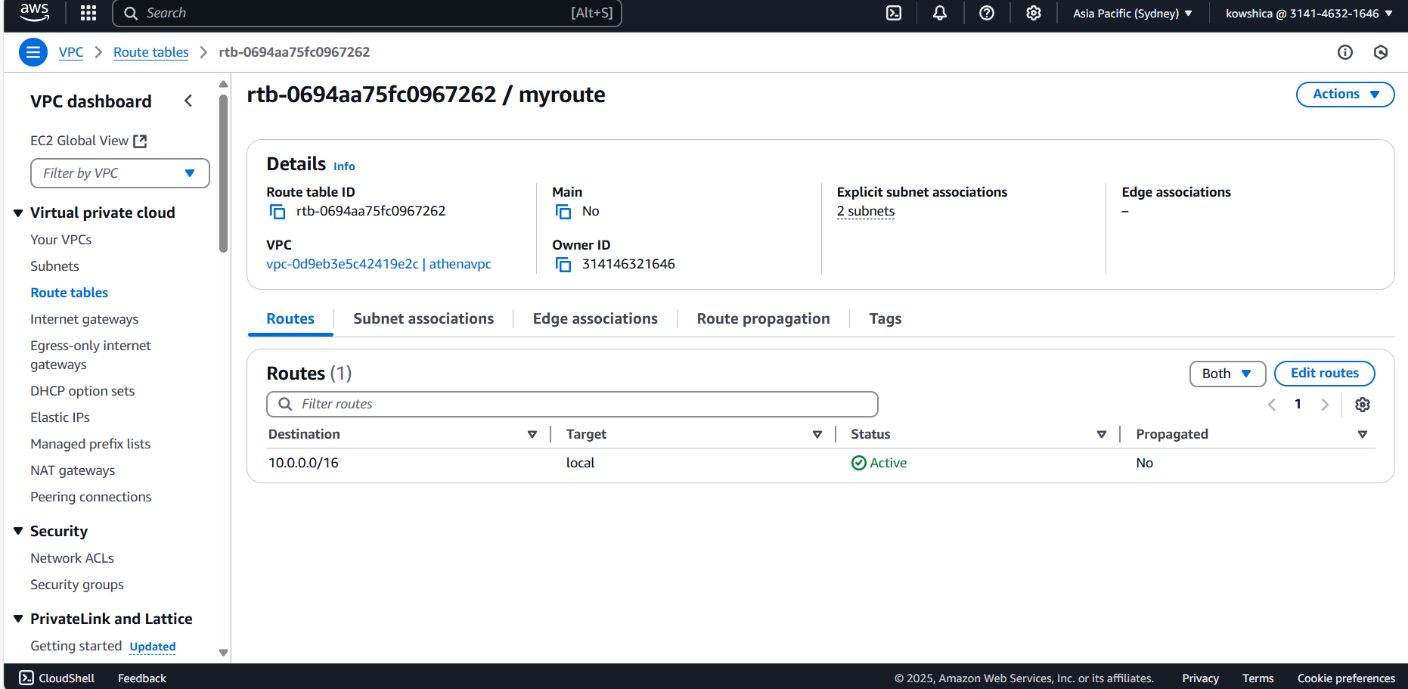 aws
Search [Alt+S]
Asia Pacific (Sydney)
kowshica @ 3141-4632-1646
VPC
Route tables
rtb-0694aa75fc0967262
VPC dashboard
EC2 Global View
Filter by VPC
Virtual private cloud
Your VPCs
Subnets
Route tables
Internet gateways
Egress-only internet
gateways
DHCP option sets
Elastic IPs
Managed prefix lists
NAT gateways
Peering connections
Security
Network ACLs
Security groups
PrivateLink and Lattice
Getting started Updated
rtb-0694aa75fc0967262 / myroute
Actions
Details Info
Route table ID
rtb-0694aa75fc0967262
Main
No
Explicit subnet associations
2 subnets
Edge associations
–
VPC
vpc-0d9eb3e5c42419e2c | athenavpc
Owner ID
314146321646
Routes
Subnet associations
Edge associations
Route propagation
Tags
Routes (1)
Both
Edit routes
Filter routes
1
Destination Target Status Propagated
10.0.0.0/16 local Active No
CloudShell Feedback
© 2025, Amazon Web Services, Inc. or its affiliates. Privacy Terms Cookie preferences